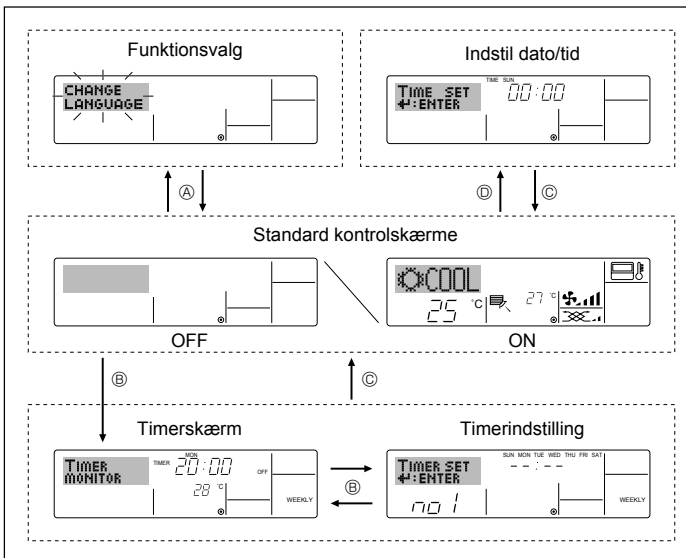 Funktionsvalg
CHANGE
LANGUAGE
Indstil dato/tid
TIME SUN
TIME SET 00:00
↵:ENTER
Ⓐ
Ⓓ Ⓒ
Standard kontrolskærme
COOL
25 °C 27 °C
OFF
ON
Ⓑ Ⓒ
Timerskærm
MON
TIMER
MONITOR
TIMER 20:00 OFF
28 °C
WEEKLY
Ⓑ
Timerindstilling
SUN MON TUE WED THU FRI SAT
TIMER SET --:--
↵:ENTER
no 1 WEEKLY